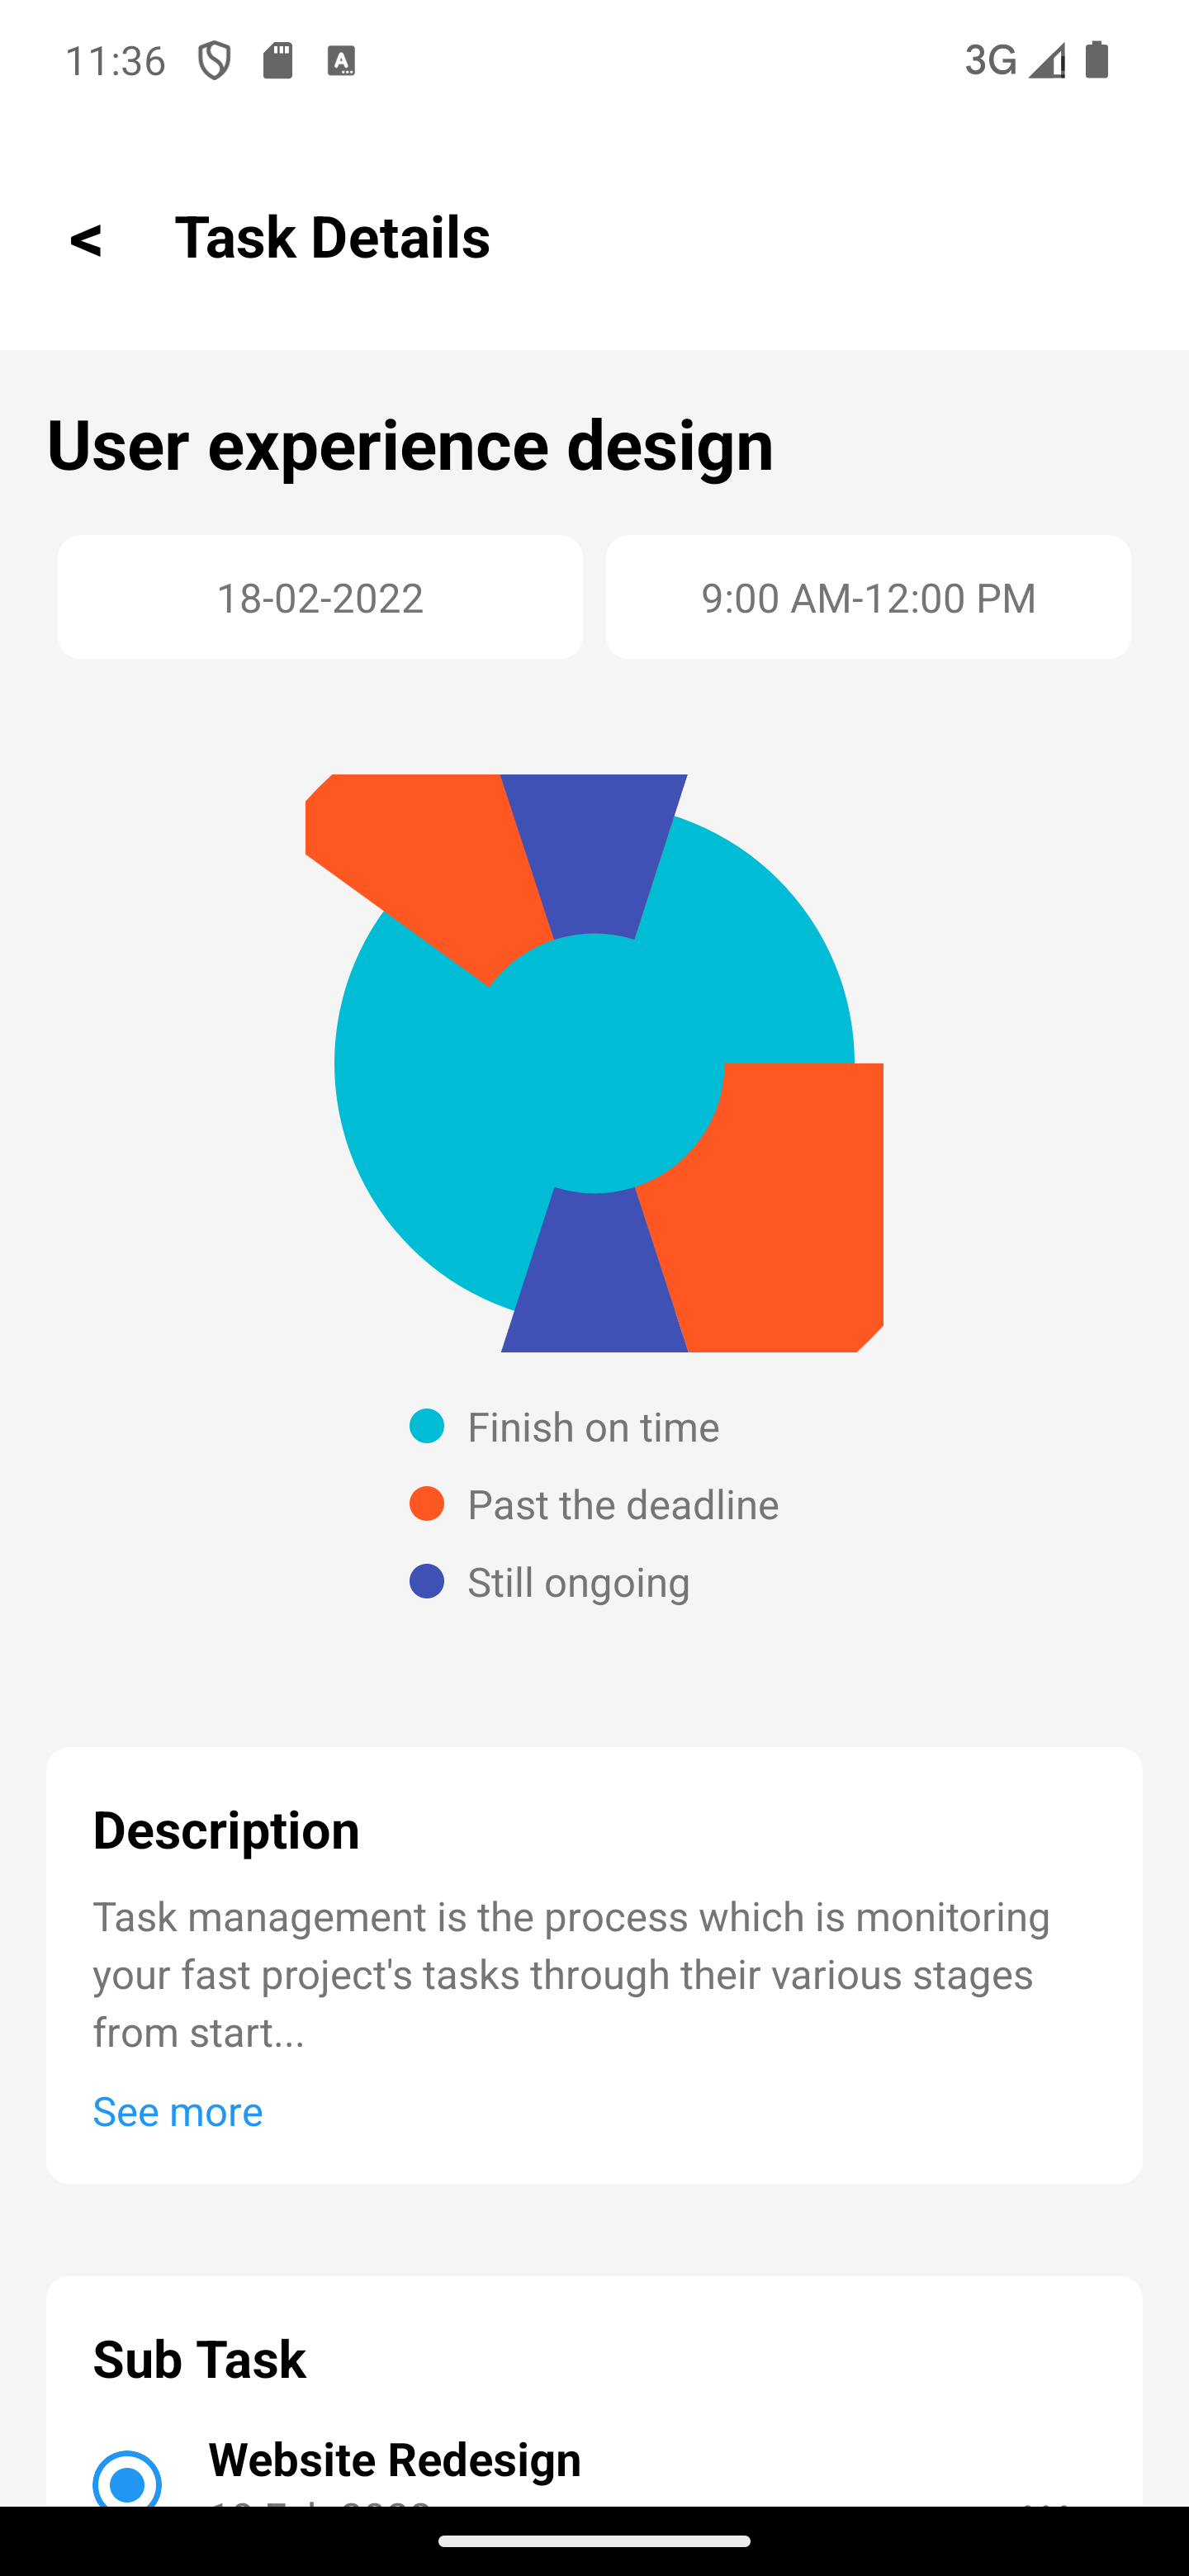 11:36
3G
< Task Details
User experience design
18-02-2022
9:00 AM-12:00 PM
Finish on time
Past the deadline
Still ongoing
Description
Task management is the process which is monitoring
your fast project's tasks through their various stages
from start...
See more
Sub Task
Website Redesign